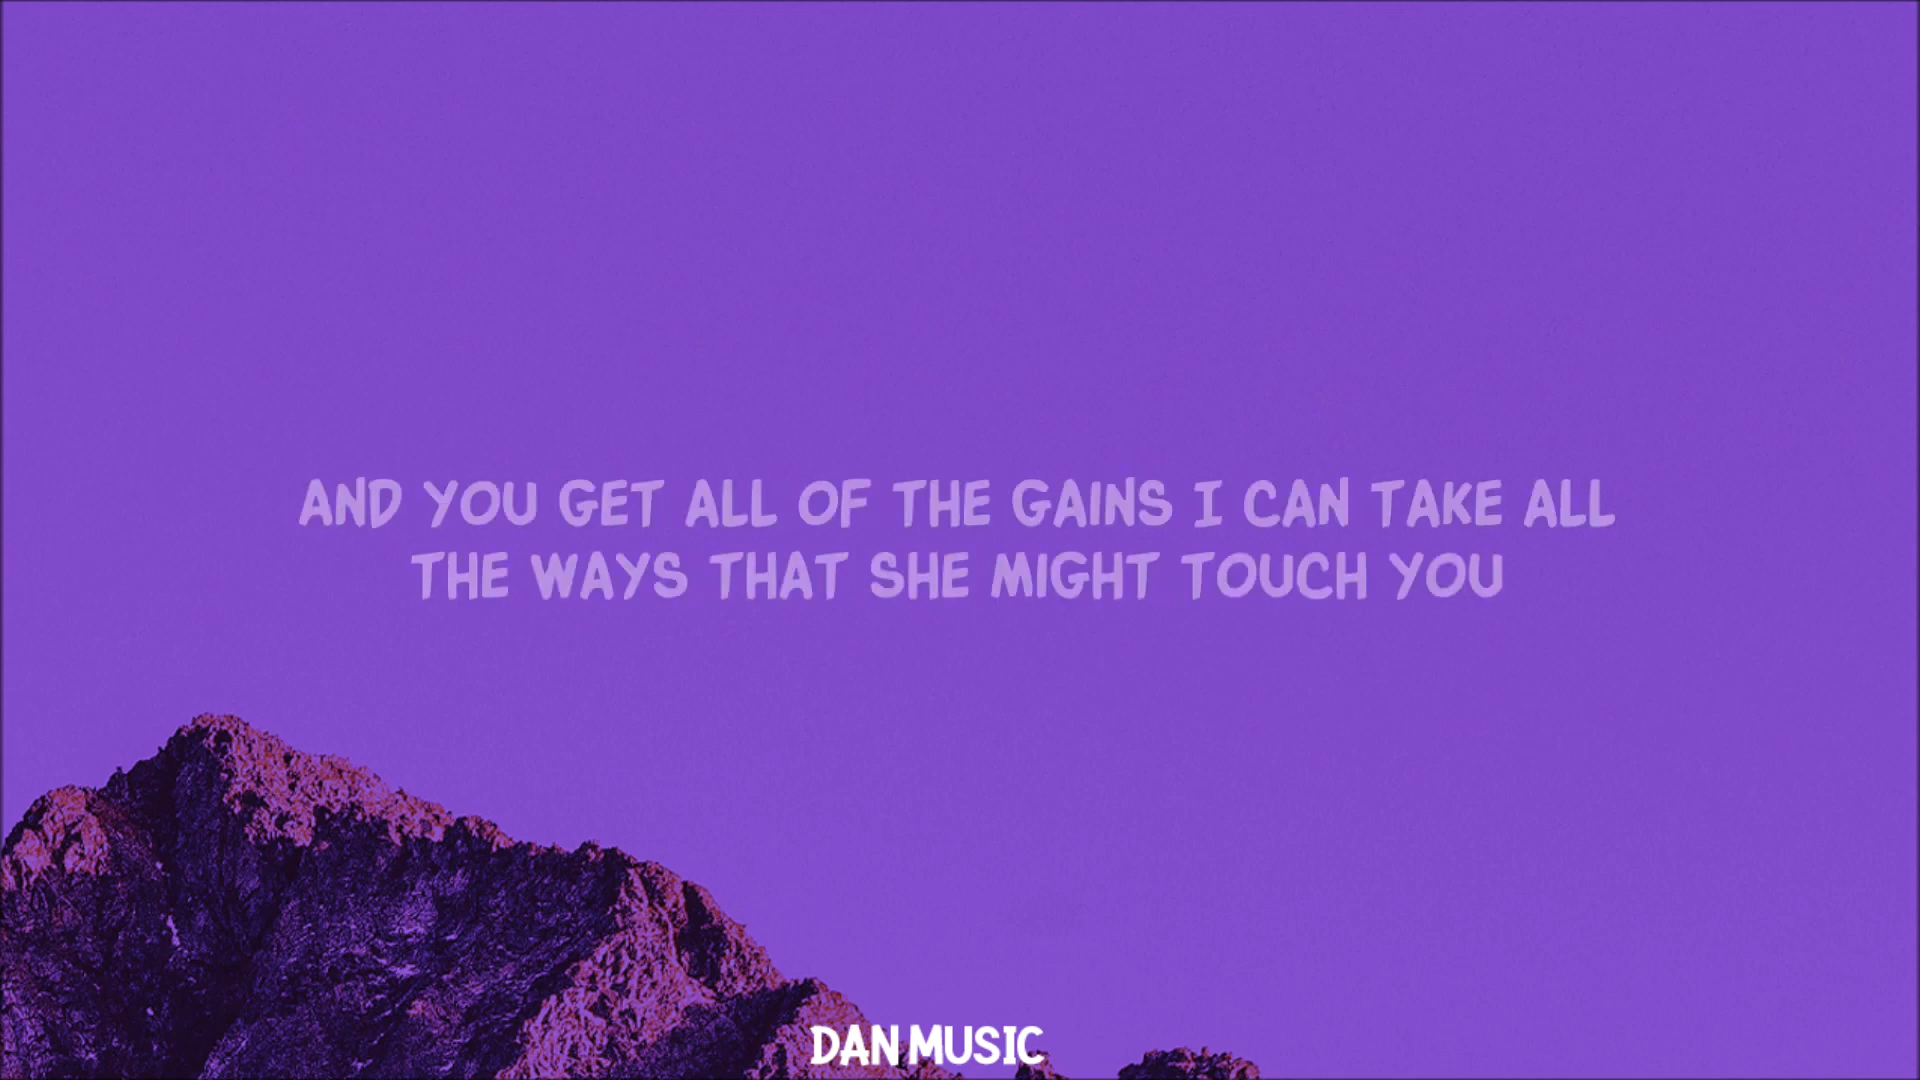 AND YOU GET ALL OF THE GAINS I CAN TAKE ALL
THE WAYS THAT SHE MIGHT TOUCH YOU
DAN MUSIC